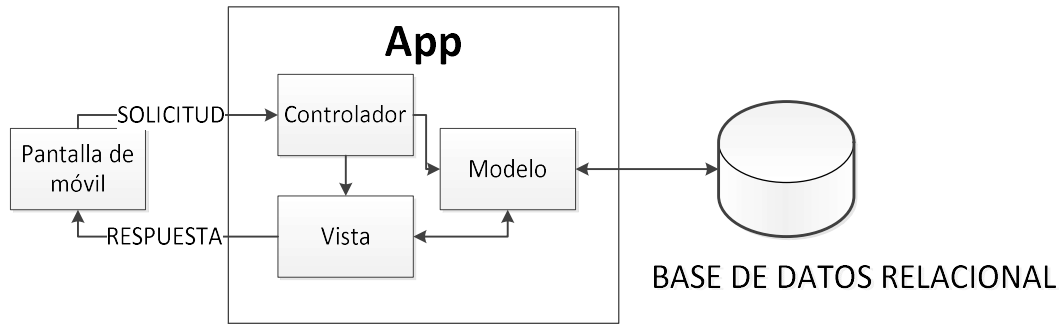 App
SOLICITUD
Controlador
Pantalla de
móvil
Modelo
RESPUESTA
Vista
BASE DE DATOS RELACIONAL